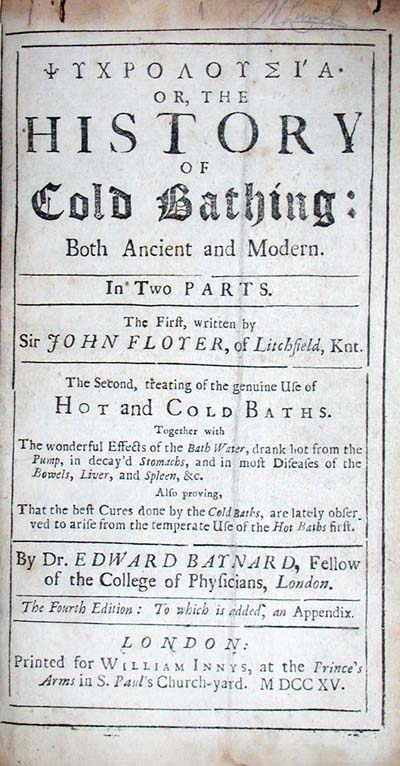 ΨΥΧΡΟΛΟΥΣΙ'Α·
OR, THE
HISTORY
OF
Cold Bathing:
Both Ancient and Modern.
In Two PARTS.
The Firſt, written by
Sir JOHN FLOYER, of Litchfield, Knt.
The Second, treating of the genuine Uſe of
HOT and COLD BATHS.
Together with
The wonderful Effects of the Bath Water, drank hot from the
Pump, in decay'd Stomachs, and in moſt Diſeaſes of the
Bowels, Liver, and Spleen, &c.
Alſo proving,
That the beſt Cures done by the Cold Baths, are lately obſer-
ved to ariſe from the temperate Uſe of the Hot Baths firſt.
By Dr. EDWARD BAYNARD, Fellow
of the College of Phyſicians, London.
The Fourth Edition: To which is added, an Appendix.
LONDON:
Printed for WILLIAM INNYS, at the Prince's
Arms in S. Paul's Church-yard. MDCCXV.